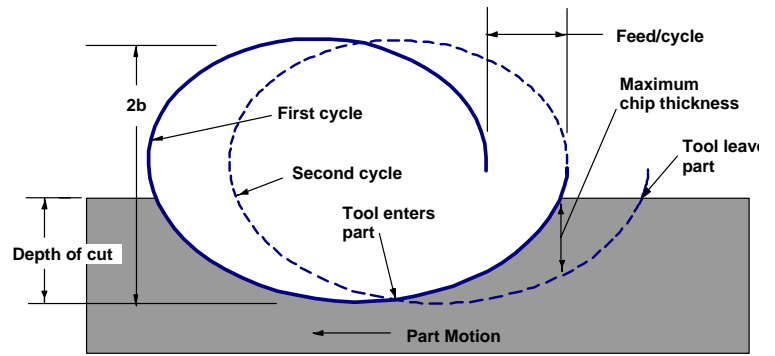 Feed/cycle
Maximum
chip thickness
2b
First cycle
Tool leave
part
Second cycle
Tool enters
part
Depth of cut
Part Motion